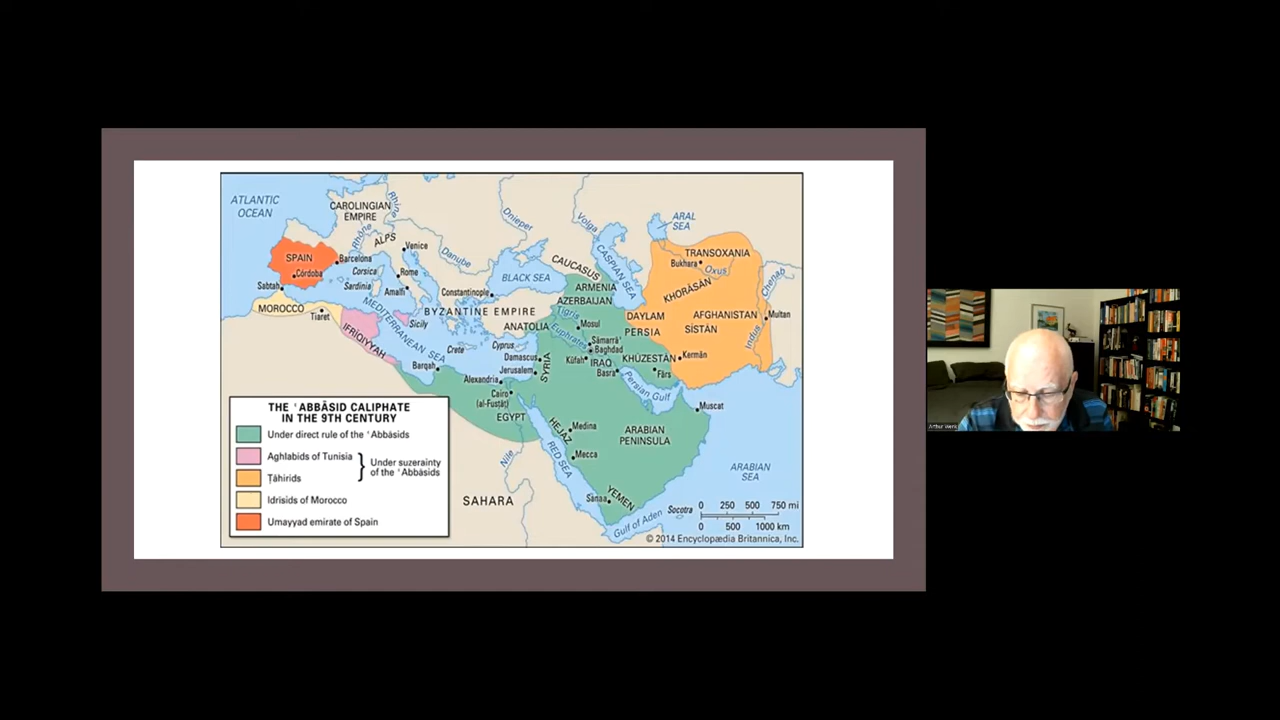 ATLANTIC
OCEAN
CAROLINGIAN
EMPIRE
Rhine
Rhône
ALPS
Venice
Danube
Dnieper
Volga
ARAL
SEA
CASPIAN SEA
TRANSOXANIA
Bukhara
Oxus
Chenab
SPAIN
Córdoba
Barcelona
Corsica
Rome
Sardinia
Amalfi
Sabtah
MOROCCO
Tiaret
IFRIQIYYAH
MEDITERRANEAN SEA
Sicily
Constantinople
BLACK SEA
CAUCASUS
ARMENIA
AZERBAIJAN
BYZANTINE EMPIRE
ANATOLIA
Tigris
Mosul
Euphrates
DAYLAM
PERSIA
KHORĀSĀN
AFGHANISTAN
SĪSTĀN
Multan
Indus
Crete
Cyprus
Barqah
Damascus
SYRIA
Jerusalem
Sāmarrāʾ
Baghdad
Kūfah
IRAQ
Basra
KHŪZESTĀN
Kermān
Fārs
Persian Gulf
Alexandria
Cairo
(al-Fusṭāṭ)
EGYPT
Nile
HEJAZ
Medina
Mecca
RED SEA
ARABIAN
PENINSULA
Muscat
ARABIAN
SEA
SAHARA
Sanaa
YEMEN
Gulf of Aden
Socotra
THE ʿABBĀSID CALIPHATE
IN THE 9TH CENTURY
Under direct rule of the ʿAbbāsids
Aghlabids of Tunisia
Ṭāhirids
Under suzerainty
of the ʿAbbāsids
Idrisids of Morocco
Umayyad emirate of Spain
0 250 500 750 mi
0 500 1000 km
© 2014 Encyclopædia Britannica, Inc.